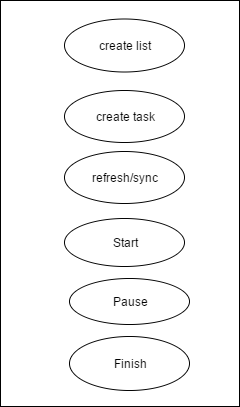 create list
create task
refresh/sync
Start
Pause
Finish